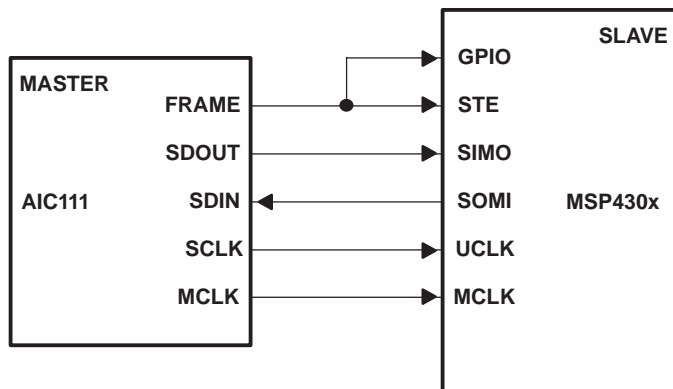 SLAVE
GPIO
MASTER
FRAME STE
SDOUT SIMO
AIC111 SDIN SOMI MSP430x
SCLK UCLK
MCLK MCLK